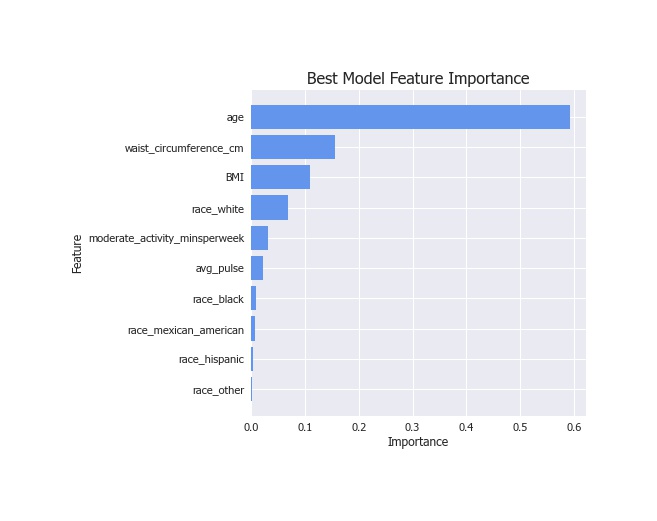 Best Model Feature Importance
age
waist_circumference_cm
BMI
race_white
moderate_activity_minsperweek
avg_pulse
race_black
race_mexican_american
race_hispanic
race_other
Feature
0.0 0.1 0.2 0.3 0.4 0.5 0.6
Importance